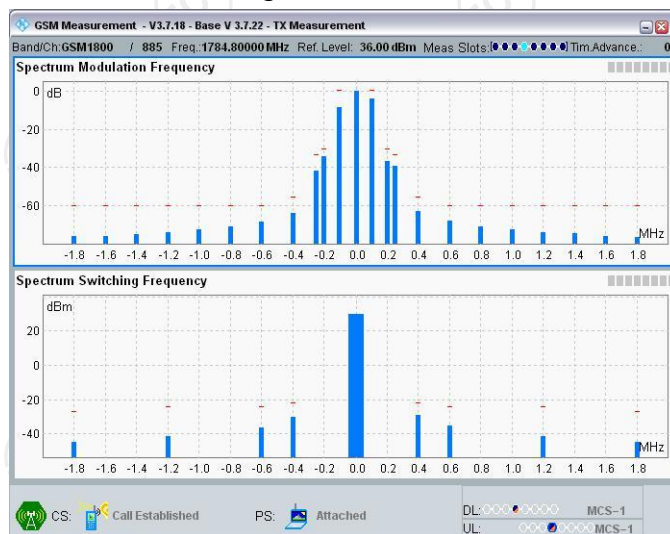 GSM Measurement - V3.7.18 - Base V 3.7.22 - TX Measurement
Band/Ch:GSM1800 / 885 Freq.:1784.80000 MHz Ref. Level: 36.00 dBm Meas Slots: Tim.Advance.: 0
Spectrum Modulation Frequency
dB
0
-20
-40
-60
MHz
-1.8 -1.6 -1.4 -1.2 -1.0 -0.8 -0.6 -0.4 -0.2 0.0 0.2 0.4 0.6 0.8 1.0 1.2 1.4 1.6 1.8
Spectrum Switching Frequency
dBm
20
0
-20
-40
MHz
-1.8 -1.6 -1.4 -1.2 -1.0 -0.8 -0.6 -0.4 -0.2 0.0 0.2 0.4 0.6 0.8 1.0 1.2 1.4 1.6 1.8
CS: Call Established PS: Attached
DL: MCS-1
UL: MCS-1